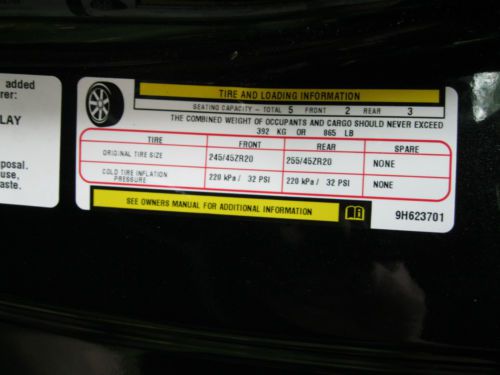 added
rer:
LAY
posal.
use,
aste.
TIRE AND LOADING INFORMATION
SEATING CAPACITY - TOTAL 5 FRONT 2 REAR 3
THE COMBINED WEIGHT OF OCCUPANTS AND CARGO SHOULD NEVER EXCEED
392 KG OR 865 LB
TIRE FRONT REAR SPARE
ORIGINAL TIRE SIZE 245/45ZR20 255/45ZR20 NONE
COLD TIRE INFLATION PRESSURE 220 kPa / 32 PSI 220 kPa / 32 PSI NONE
SEE OWNERS MANUAL FOR ADDITIONAL INFORMATION
9H623701